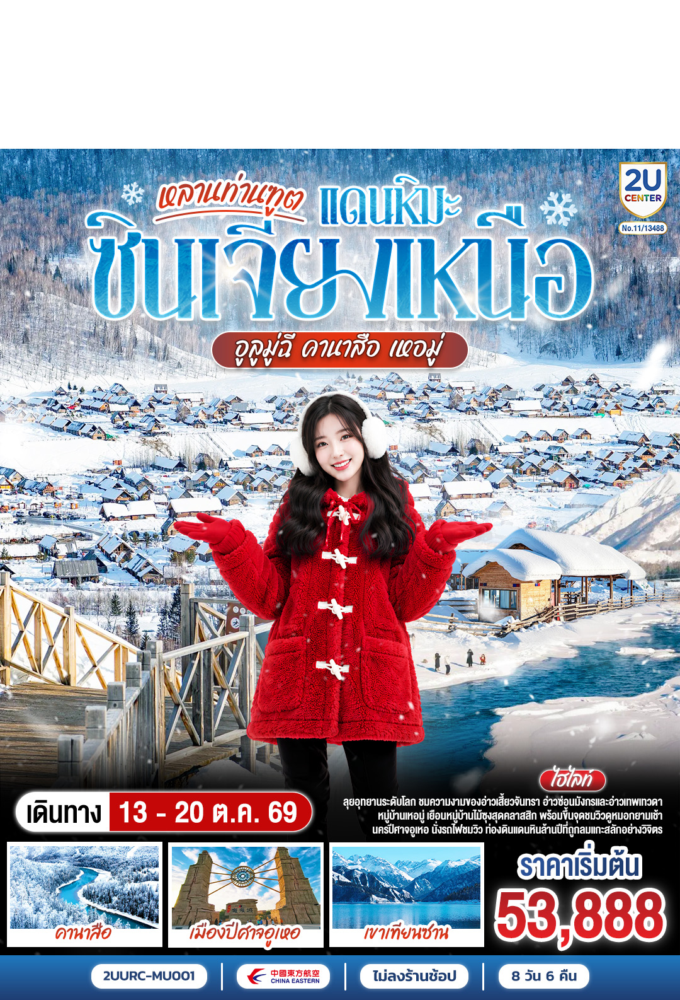 2U
CENTER
No.11/13488
หลานท่านทูต
แดนหิมะ
ซินเจียงเหนือ
อูลูมู่ฉี คานาสือ เหอมู่
ไฮไลท์
ลุยอุทยานระดับโลก ชมความงามของอ่าวเสี้ยวจันทรา อ่าวซ่อนมังกรและอ่าวเทพเทวดา
หมู่บ้านเหอมู่ เยือนหมู่บ้านไม้ซุงสุดคลาสสิก พร้อมขึ้นจุดชมวิวดูหมอกยามเช้า
นครปีศาจอูเหอ นั่งรถไฟชมวิว ท่องดินแดนหินล้านปีที่ถูกลมแกะสลักอย่างวิจิตร
เดินทาง 13 - 20 ต.ค. 69
คานาสือ
เมืองปีศาจอูเหอ
เขาเทียนซาน
ราคาเริ่มต้น
53,888
2UURC-MU001
中國東方航空
CHINA EASTERN
ไม่ลงร้านช้อป
8 วัน 6 คืน